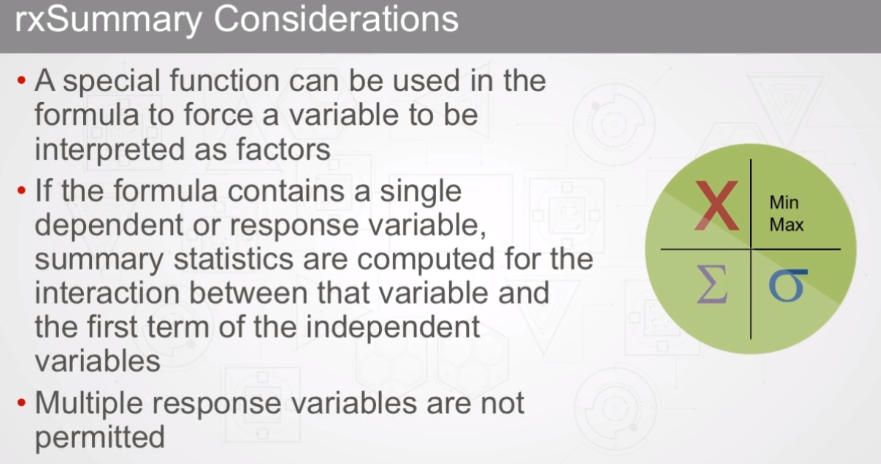 rxSummary Considerations
• A special function can be used in the
formula to force a variable to be
interpreted as factors
• If the formula contains a single
dependent or response variable,
summary statistics are computed for the
interaction between that variable and
the first term of the independent
variables
• Multiple response variables are not
permitted
X
Min
Max
Σ
σ